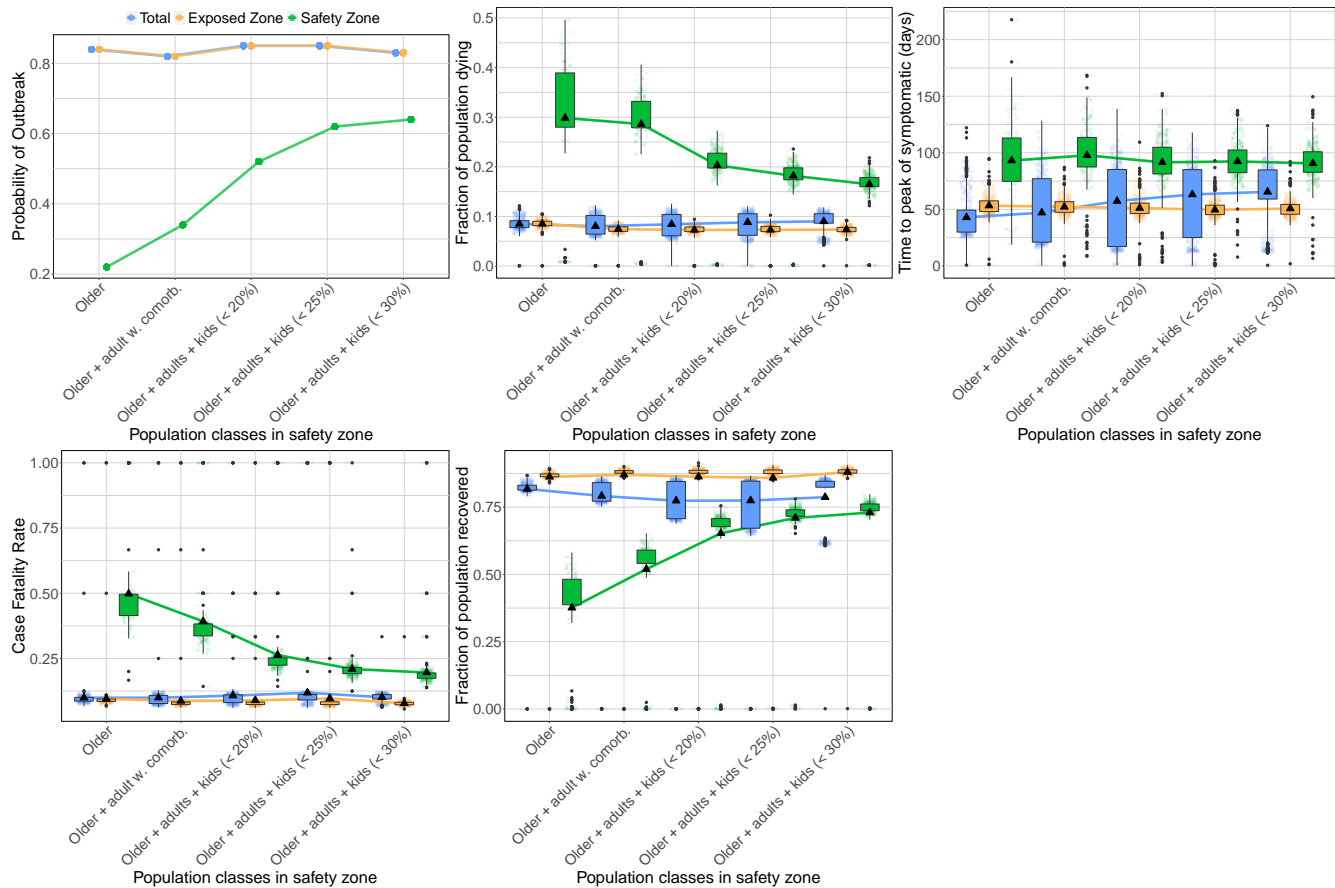 Total Exposed Zone Safety Zone
Probability of Outbreak
0.8
0.6
0.4
0.2
Older
Older + adult w. comorb.
Older + adults + kids (< 20%)
Older + adults + kids (< 25%)
Older + adults + kids (< 30%)
Population classes in safety zone
Fraction of population dying
0.5
0.4
0.3
0.2
0.1
0.0
Older
Older + adult w. comorb.
Older + adults + kids (< 20%)
Older + adults + kids (< 25%)
Older + adults + kids (< 30%)
Population classes in safety zone
Time to peak of symptomatic (days)
200
150
100
50
0
Older
Older + adult w. comorb.
Older + adults + kids (< 20%)
Older + adults + kids (< 25%)
Older + adults + kids (< 30%)
Population classes in safety zone
Case Fatality Rate
1.00
0.75
0.50
0.25
Older
Older + adult w. comorb.
Older + adults + kids (< 20%)
Older + adults + kids (< 25%)
Older + adults + kids (< 30%)
Population classes in safety zone
Fraction of population recovered
0.75
0.50
0.25
0.00
Older
Older + adult w. comorb.
Older + adults + kids (< 20%)
Older + adults + kids (< 25%)
Older + adults + kids (< 30%)
Population classes in safety zone